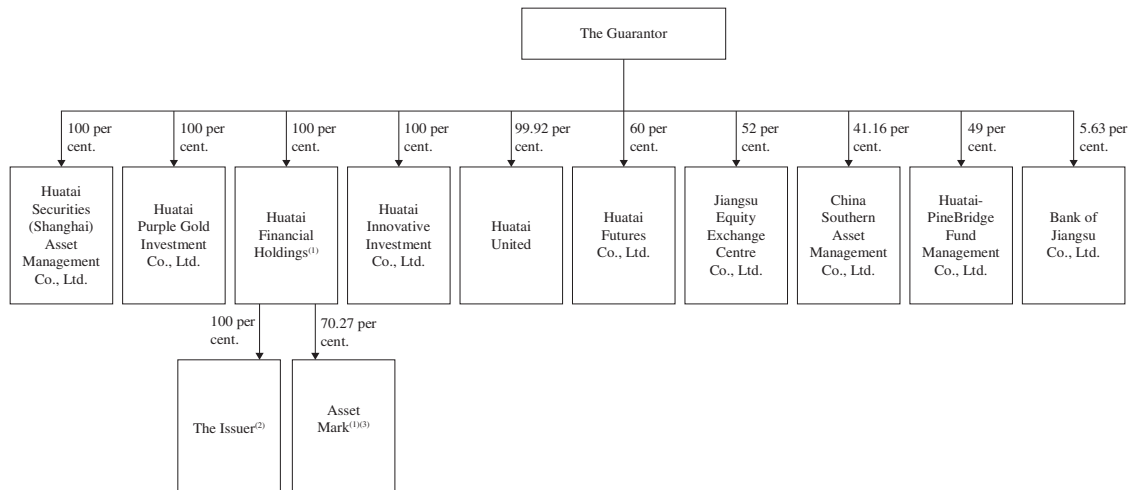 The Guarantor
100 per
cent.
100 per
cent.
100 per
cent.
100 per
cent.
99.92 per
cent.
60 per
cent.
52 per
cent.
41.16 per
cent.
49 per
cent.
5.63 per
cent.
Huatai
Securities
(Shanghai)
Asset
Management
Co., Ltd.
Huatai
Purple Gold
Investment
Co., Ltd.
Huatai
Financial
Holdings(1)
Huatai
Innovative
Investment
Co., Ltd.
Huatai
United
Huatai
Futures
Co., Ltd.
Jiangsu
Equity
Exchange
Centre
Co., Ltd.
China
Southern
Asset
Management
Co., Ltd.
Huatai-
PineBridge
Fund
Management
Co., Ltd.
Bank of
Jiangsu
Co., Ltd.
100 per
cent.
70.27 per
cent.
The Issuer(2)
Asset
Mark(1)(3)